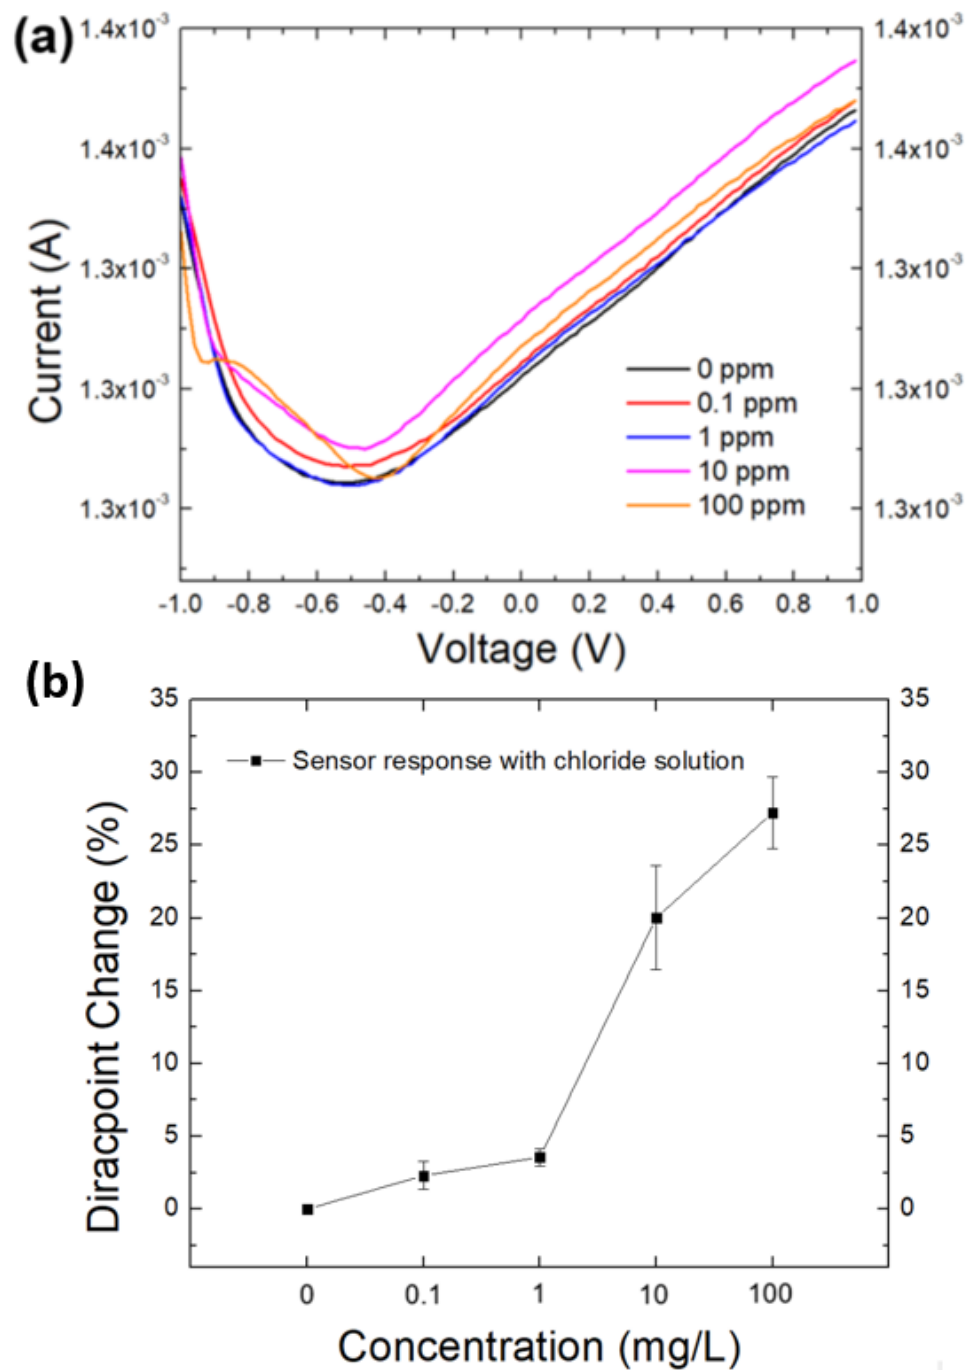 (a)
1.4x10⁻³ 1.4x10⁻³
1.4x10⁻³ 1.4x10⁻³
1.3x10⁻³ 1.3x10⁻³
1.3x10⁻³ 1.3x10⁻³
1.3x10⁻³ 1.3x10⁻³
Current (A)
0 ppm
0.1 ppm
1 ppm
10 ppm
100 ppm
-1.0 -0.8 -0.6 -0.4 -0.2 0.0 0.2 0.4 0.6 0.8 1.0
Voltage (V)
(b)
35 35
Sensor response with chloride solution
30 30
25 25
20 20
15 15
10 10
5 5
0 0
Diracpoint Change (%)
0 0.1 1 10 100
Concentration (mg/L)